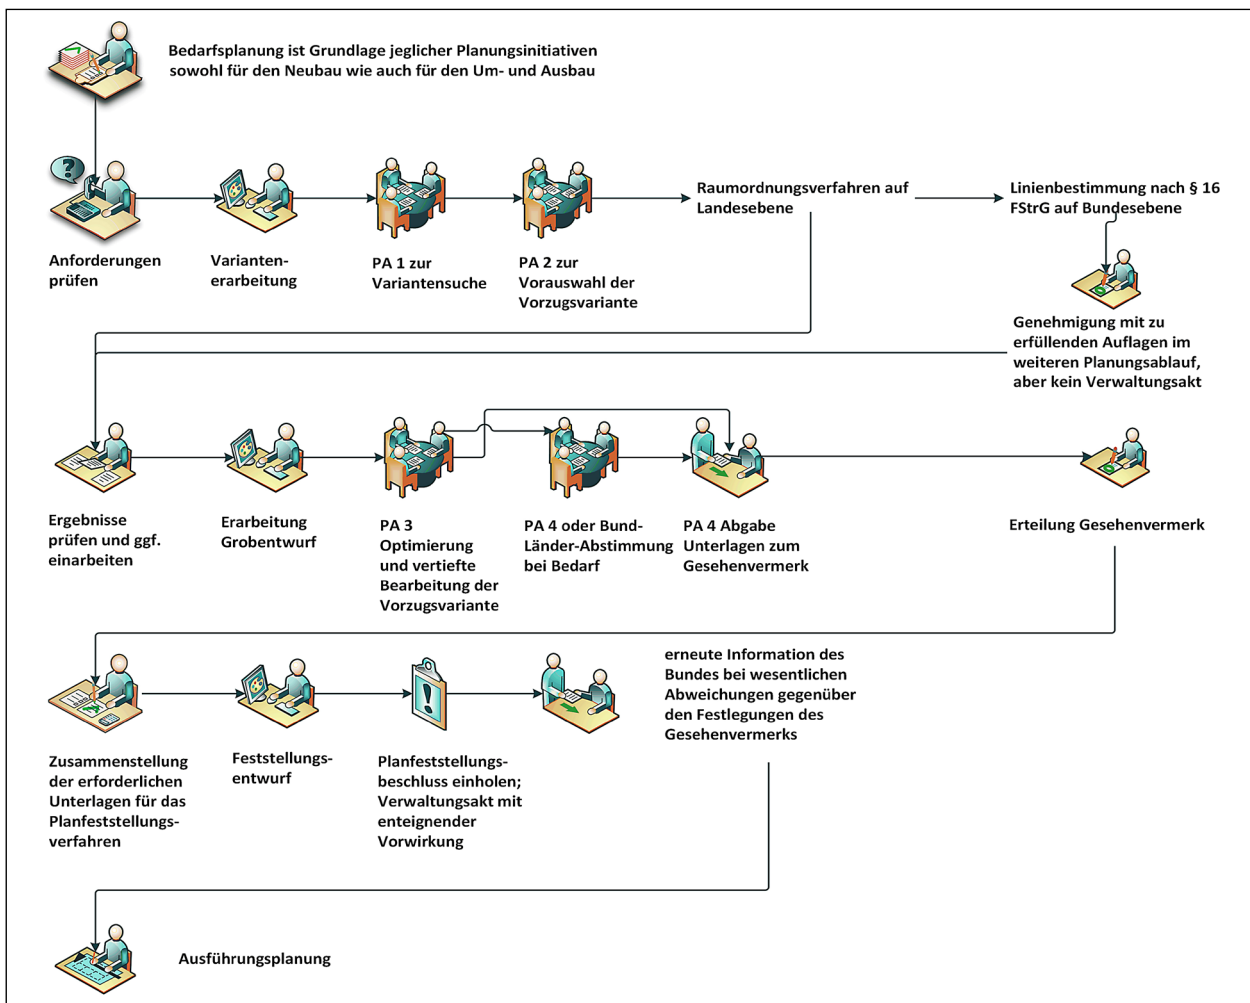 Bedarfsplanung ist Grundlage jeglicher Planungsinitiativen
sowohl für den Neubau wie auch für den Um- und Ausbau
?
Anforderungen
prüfen
Varianten-
erarbeitung
PA 1 zur
Variantensuche
PA 2 zur
Vorauswahl der
Vorzugsvariante
Raumordnungsverfahren auf
Landesebene
Linienbestimmung nach § 16
FStrG auf Bundesebene
Genehmigung mit zu
erfüllenden Auflagen im
weiteren Planungsablauf,
aber kein Verwaltungsakt
Ergebnisse
prüfen und ggf.
einarbeiten
Erarbeitung
Grobentwurf
PA 3
Optimierung
und vertiefte
Bearbeitung der
Vorzugsvariante
PA 4 oder Bund-
Länder-Abstimmung
bei Bedarf
PA 4 Abgabe
Unterlagen zum
Gesehenvermerk
Erteilung Gesehenvermerk
Zusammenstellung
der erforderlichen
Unterlagen für das
Planfeststellungs-
verfahren
Feststellungs-
entwurf
!
Planfeststellungs-
beschluss einholen;
Verwaltungsakt mit
enteignender
Vorwirkung
erneute Information des
Bundes bei wesentlichen
Abweichungen gegenüber
den Festlegungen des
Gesehenvermerks
Ausführungsplanung